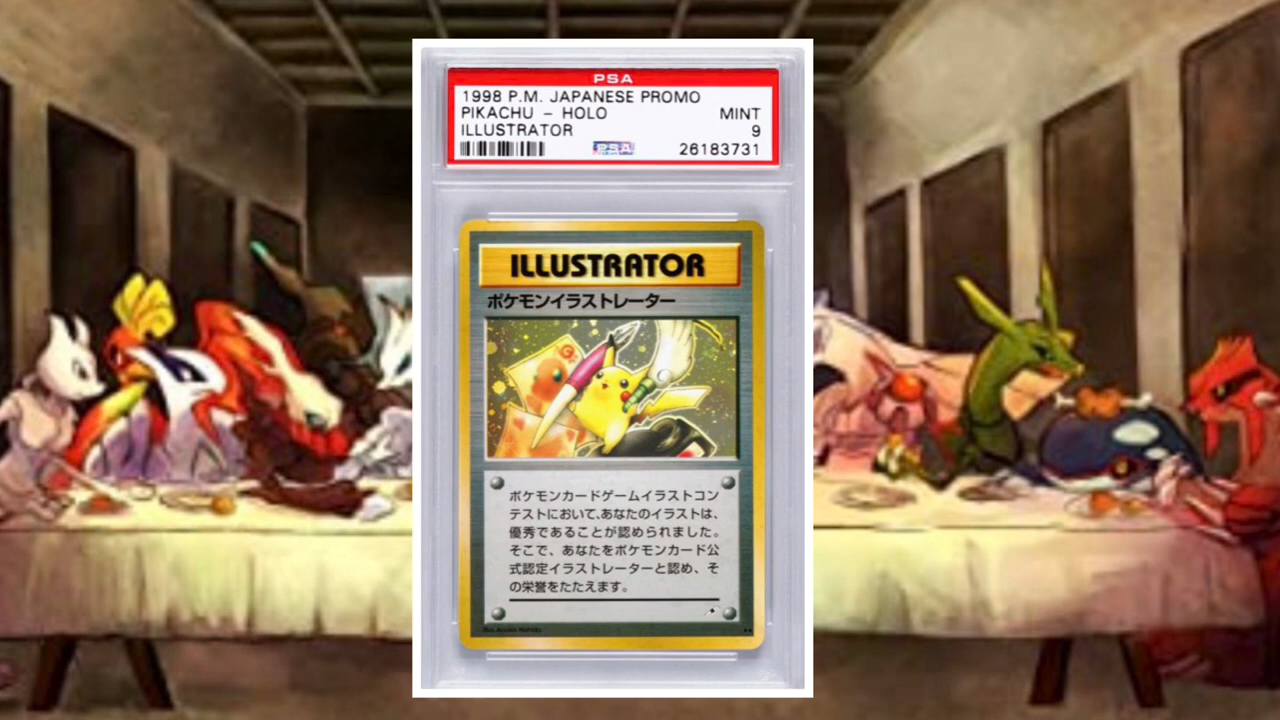 PSA
1998 P.M. JAPANESE PROMO
PIKACHU - HOLO MINT
ILLUSTRATOR 9
PSA 26183731
ILLUSTRATOR
ポケモンイラストレーター
ポケモンカードゲームイラストコン
テストにおいて、あなたのイラストは、
優秀であることが認められました。
そこで、あなたをポケモンカード公
式認定イラストレーターと認め、そ
の栄誉をたたえます。